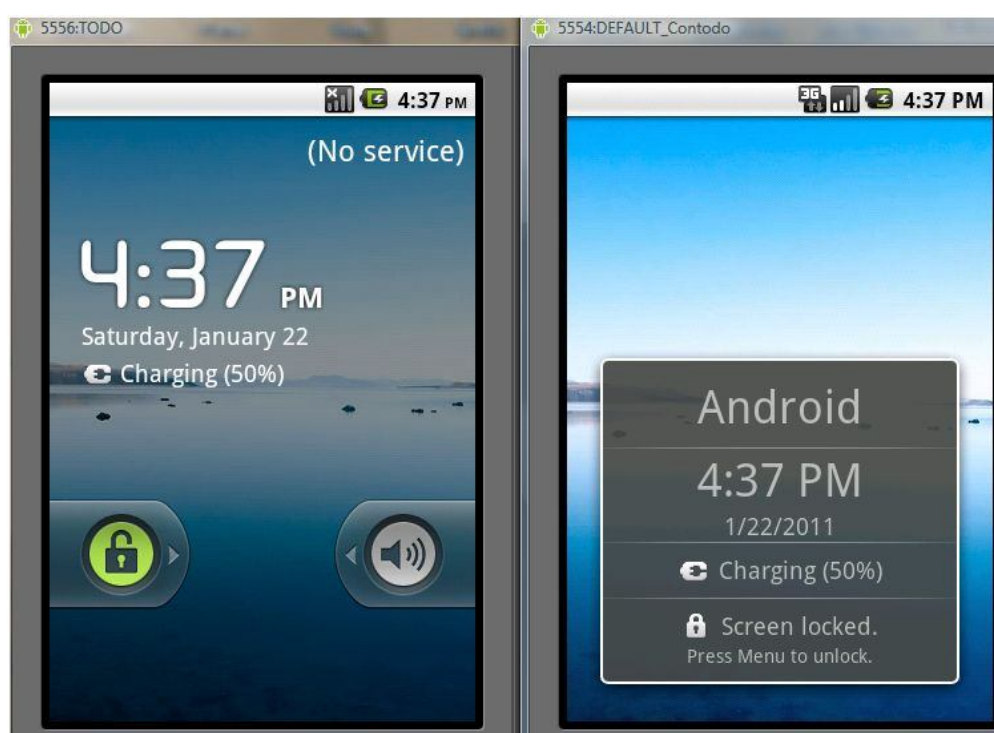 5556:TODO
4:37 PM
(No service)
4:37 PM
Saturday, January 22
Charging (50%)
5554:DEFAULT_Contodo
3G
4:37 PM
Android
4:37 PM
1/22/2011
Charging (50%)
Screen locked.
Press Menu to unlock.